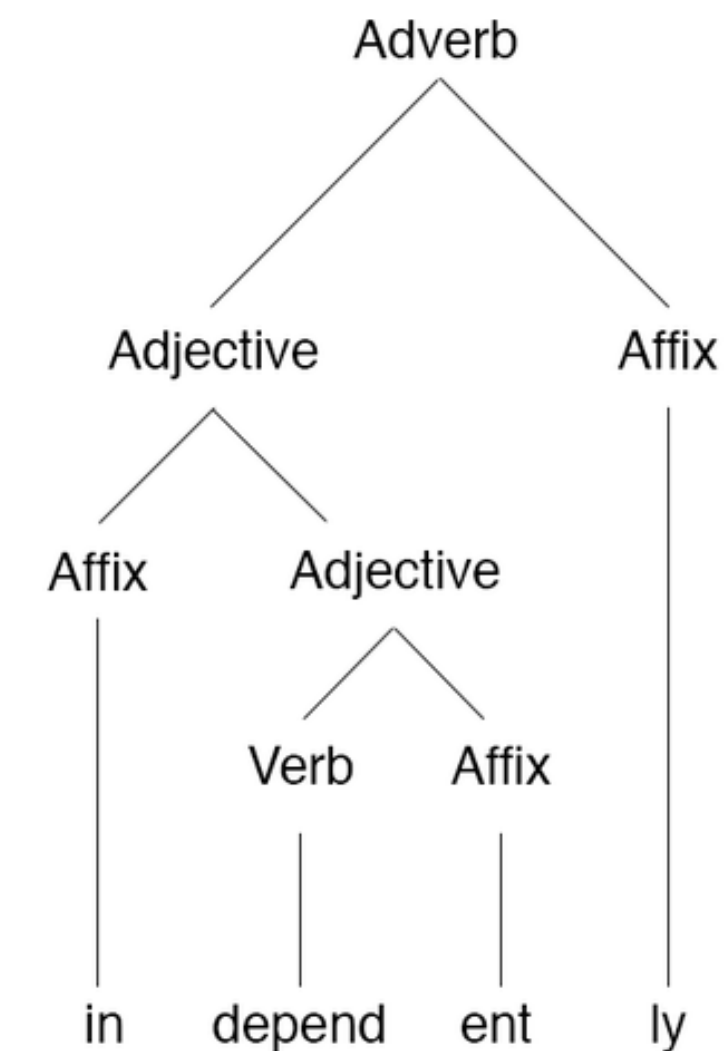 Adverb
Adjective Affix
Affix Adjective
Verb Affix
in depend ent ly